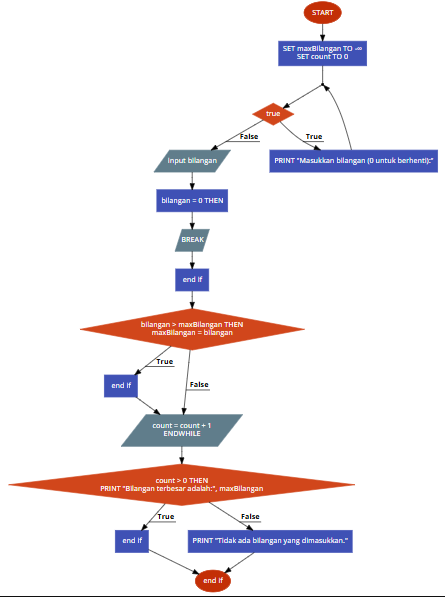 START
SET maxBilangan TO -∞
SET count TO 0
true
False
True
input bilangan
PRINT "Masukkan bilangan (0 untuk berhenti):"
bilangan = 0 THEN
BREAK
end if
bilangan > maxBilangan THEN
maxBilangan = bilangan
True
end if
False
count = count + 1
ENDWHILE
count > 0 THEN
PRINT "Bilangan terbesar adalah:", maxBilangan
True
False
end if
PRINT "Tidak ada bilangan yang dimasukkan."
end if